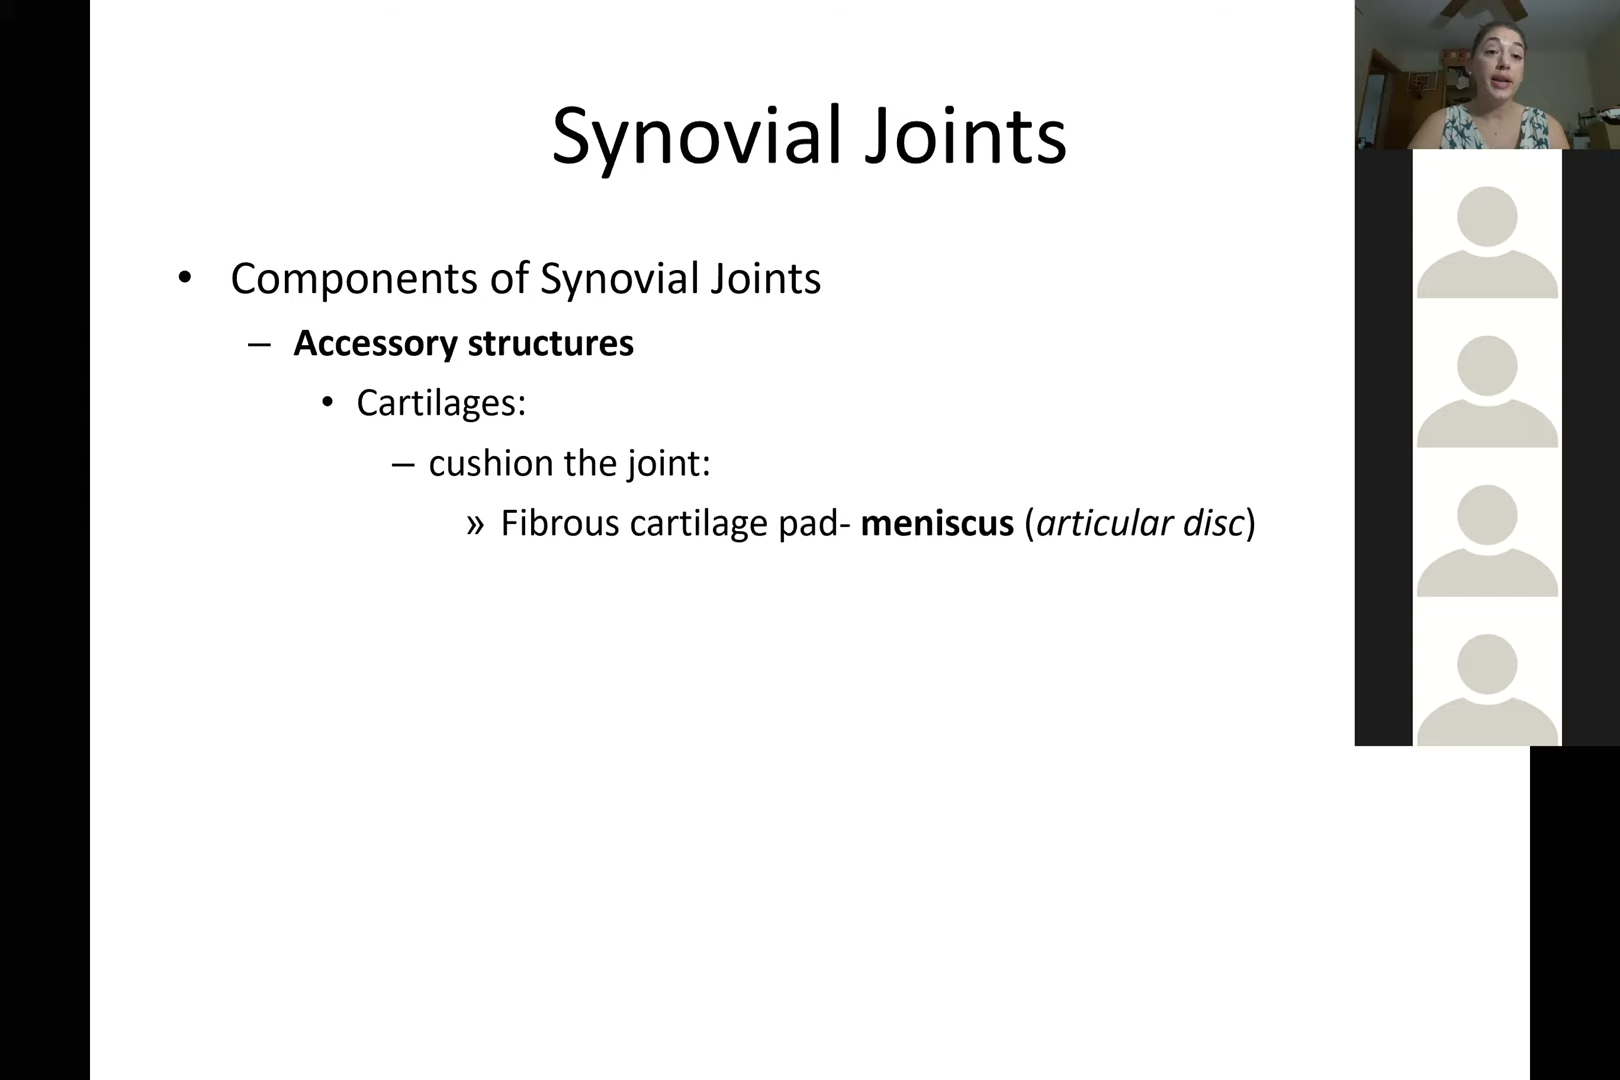 Synovial Joints
• Components of Synovial Joints
– Accessory structures
• Cartilages:
– cushion the joint:
» Fibrous cartilage pad- meniscus (articular disc)